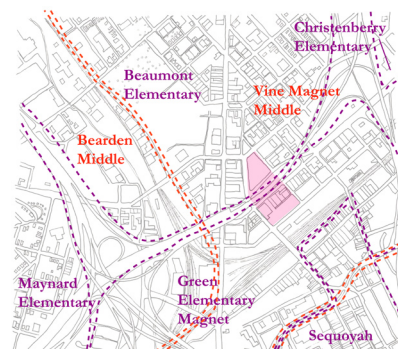 Christenberry
Elementary
Beaumont
Elementary
Vine Magnet
Middle
Bearden
Middle
Maynard
Elementary
Green
Elementary
Magnet
Sequoyah